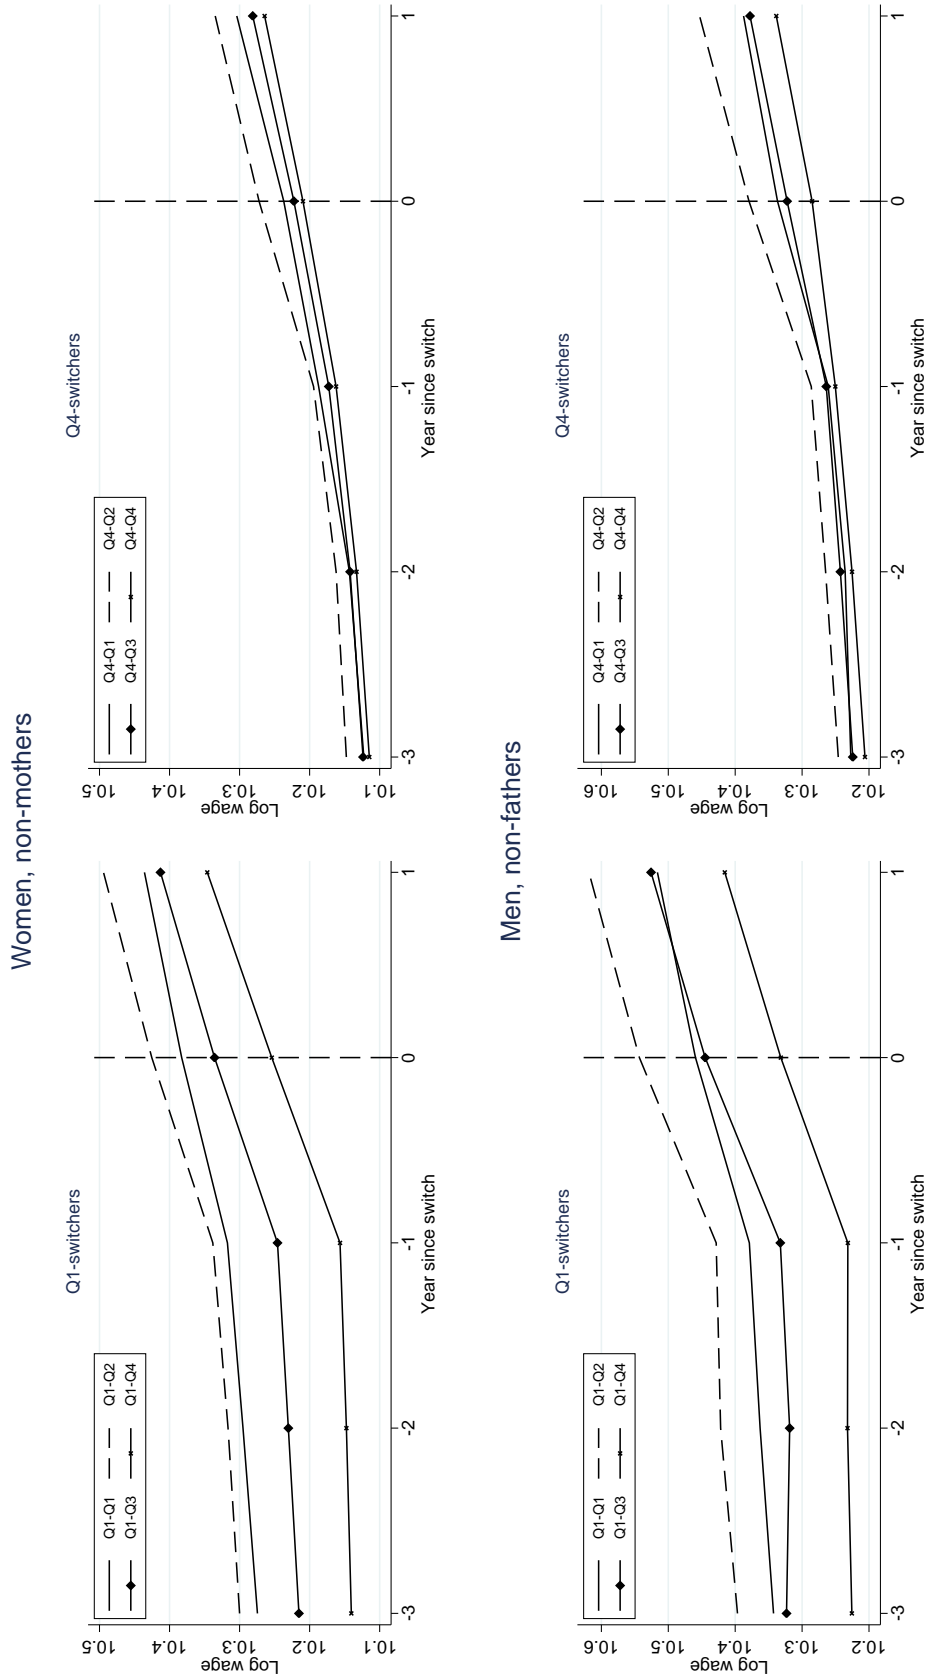 Women, non-mothers
Q1-switchers
10.5
10.4
10.3
10.2
10.1
Log wage
-3
-2
-1
0
1
Year since switch
Q1-Q1
Q1-Q2
Q1-Q3
Q1-Q4
Q4-switchers
10.5
10.4
10.3
10.2
10.1
Log wage
-3
-2
-1
0
1
Year since switch
Q4-Q1
Q4-Q2
Q4-Q3
Q4-Q4
Men, non-fathers
Q1-switchers
10.6
10.5
10.4
10.3
10.2
Log wage
-3
-2
-1
0
1
Year since switch
Q1-Q1
Q1-Q2
Q1-Q3
Q1-Q4
Q4-switchers
10.6
10.5
10.4
10.3
10.2
Log wage
-3
-2
-1
0
1
Year since switch
Q4-Q1
Q4-Q2
Q4-Q3
Q4-Q4